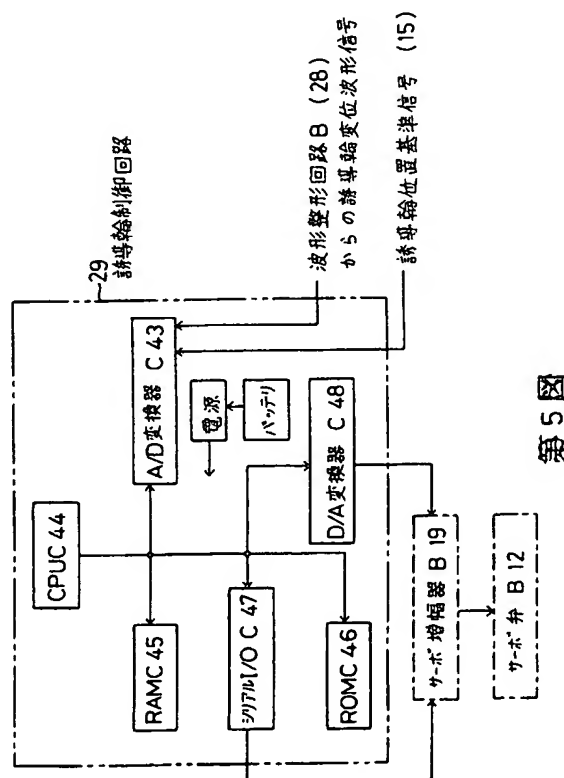 29
誘導輪制御回路
CPUC 44
RAMC 45
A/D変換器 C 43
シリアルI/O C 47
電源
バッテリ
ROMC 46
D/A変換器 C 48
波形整形回路B (28)
からの誘導輪変位波形信号
誘導輪位置基準信号 (15)
サーボ増幅器 B 19
サーボ弁 B 12
第5図